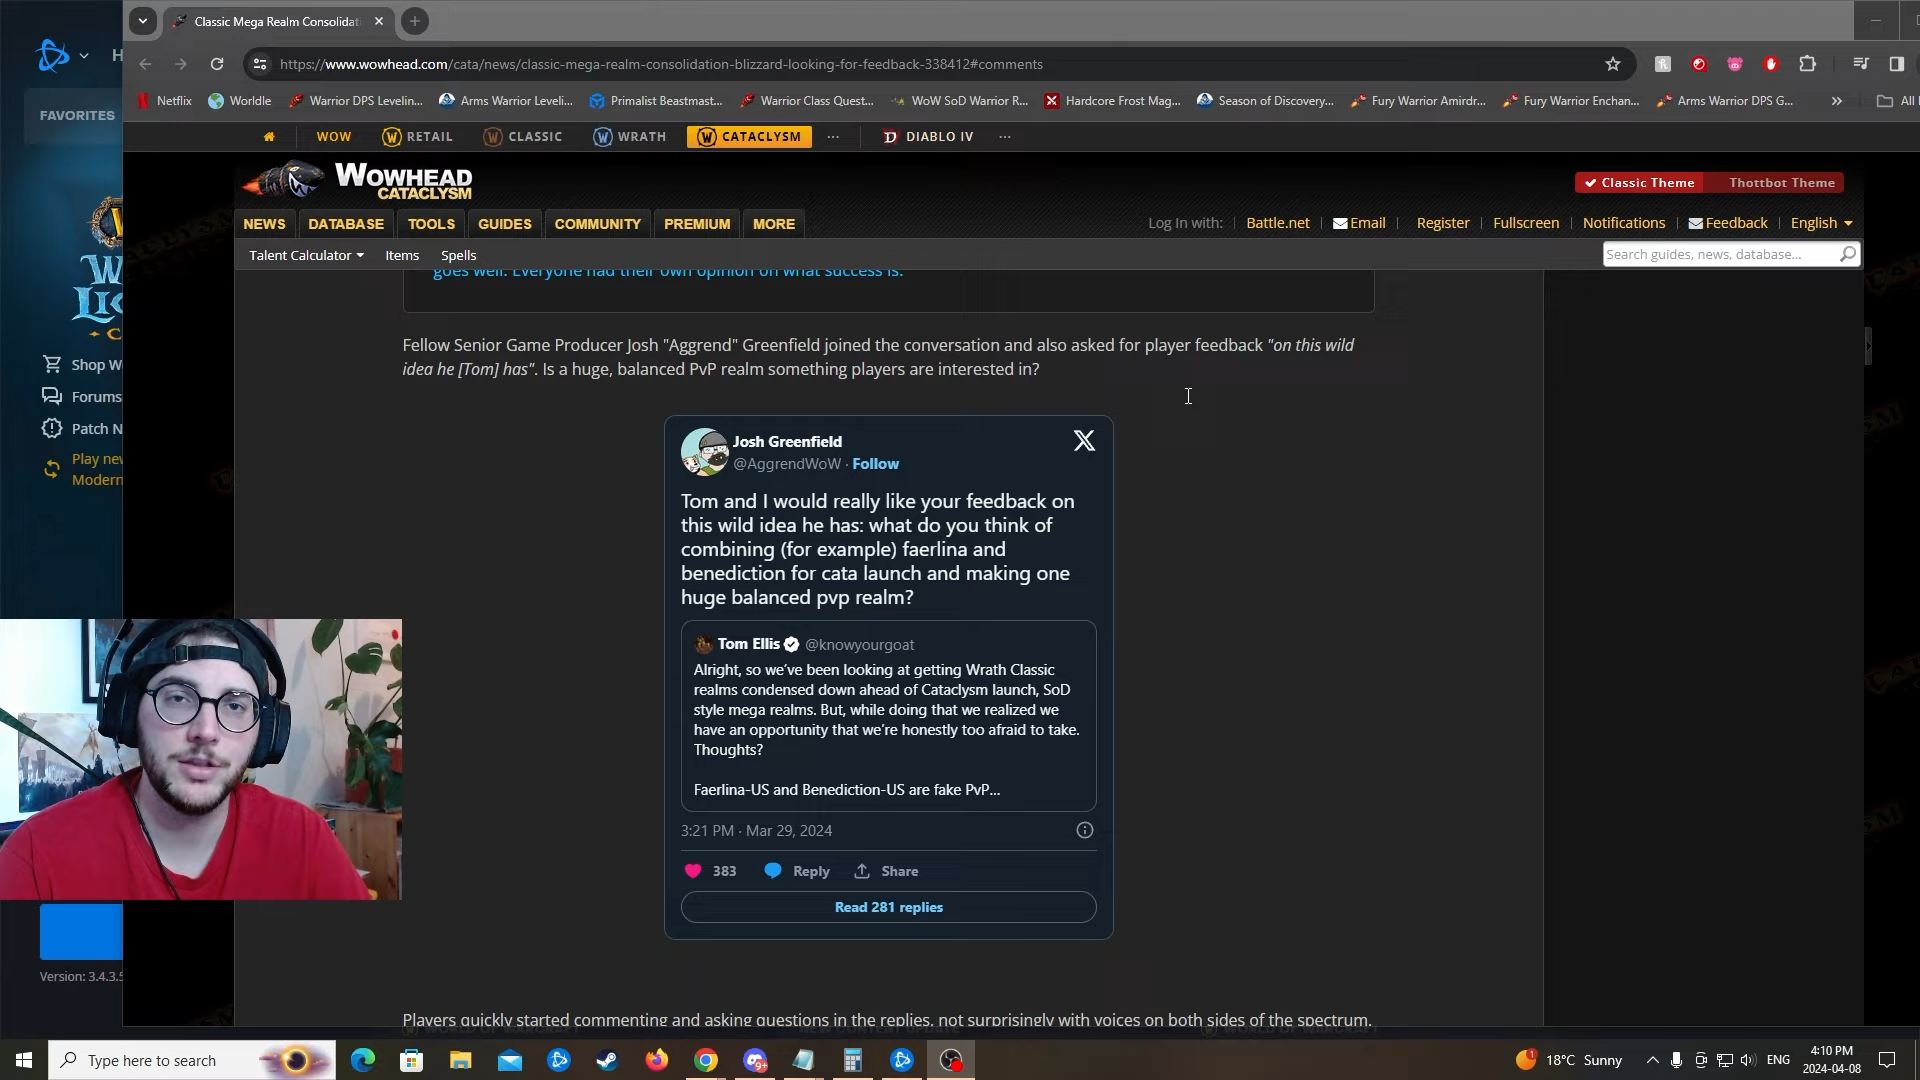 Classic Mega Realm Consolidati
https://www.wowhead.com/cata/news/classic-mega-realm-consolidation-blizzard-looking-for-feedback-338412#comments
Netflix Worldle Warrior DPS Levelin... Arms Warrior Leveli... Primalist Beastmast... Warrior Class Quest... WoW SoD Warrior R... Hardcore Frost Mag... Season of Discovery... Fury Warrior Amirdr... Fury Warrior Enchan... Arms Warrior DPS G... » All
FAVORITES
WOW RETAIL CLASSIC WRATH CATACLYSM ... DIABLO IV ...
WOWHEAD
CATACLYSM
Classic Theme Thottbot Theme
NEWS DATABASE TOOLS GUIDES COMMUNITY PREMIUM MORE
Log In with: Battle.net Email Register Fullscreen Notifications Feedback English
Talent Calculator Items Spells
Search guides, news, database...
goes well. Everyone had their own opinion on what success is.
Fellow Senior Game Producer Josh "Aggrend" Greenfield joined the conversation and also asked for player feedback "on this wild
idea he [Tom] has". Is a huge, balanced PvP realm something players are interested in?
Shop W
Forums
Patch N
Play new
Modern
Josh Greenfield
@AggrendWoW · Follow
Tom and I would really like your feedback on
this wild idea he has: what do you think of
combining (for example) faerlina and
benediction for cata launch and making one
huge balanced pvp realm?
Tom Ellis @knowyourgoat
Alright, so we've been looking at getting Wrath Classic
realms condensed down ahead of Cataclysm launch, SoD
style mega realms. But, while doing that we realized we
have an opportunity that we're honestly too afraid to take.
Thoughts?
Faerlina-US and Benediction-US are fake PvP...
3:21 PM · Mar 29, 2024
383 Reply Share
Read 281 replies
Version: 3.4.3.5
Players quickly started commenting and asking questions in the replies, not surprisingly with voices on both sides of the spectrum.
Type here to search
18°C Sunny
ENG
4:10 PM
2024-04-08